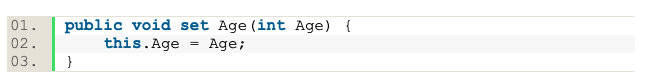 01. public void set Age(int Age) {
02. this.Age = Age;
03. }